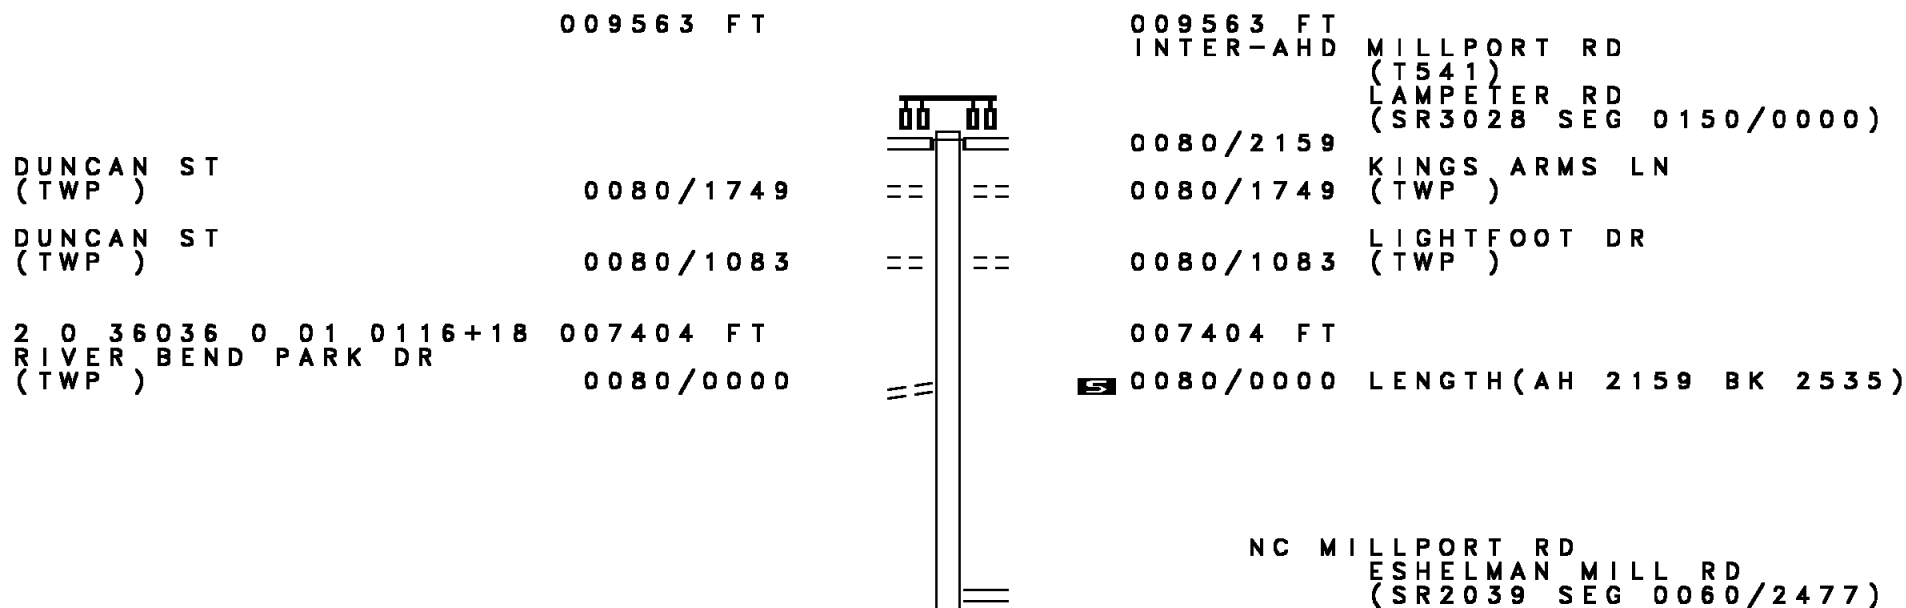 009563 FT 009563 FT
INTER-AHD MILLPORT RD
(T541)
LAMPETER RD
(SR3028 SEG 0150/0000)
0080/2159
DUNCAN ST KINGS ARMS LN
(TWP ) 0080/1749 0080/1749 (TWP )
DUNCAN ST LIGHTFOOT DR
(TWP ) 0080/1083 0080/1083 (TWP )
2 0 36036 0 01 0116+18 007404 FT 007404 FT
RIVER BEND PARK DR
(TWP ) 0080/0000 S 0080/0000 LENGTH(AH 2159 BK 2535)
NC MILLPORT RD
ESHELMAN MILL RD
(SR2039 SEG 0060/2477)